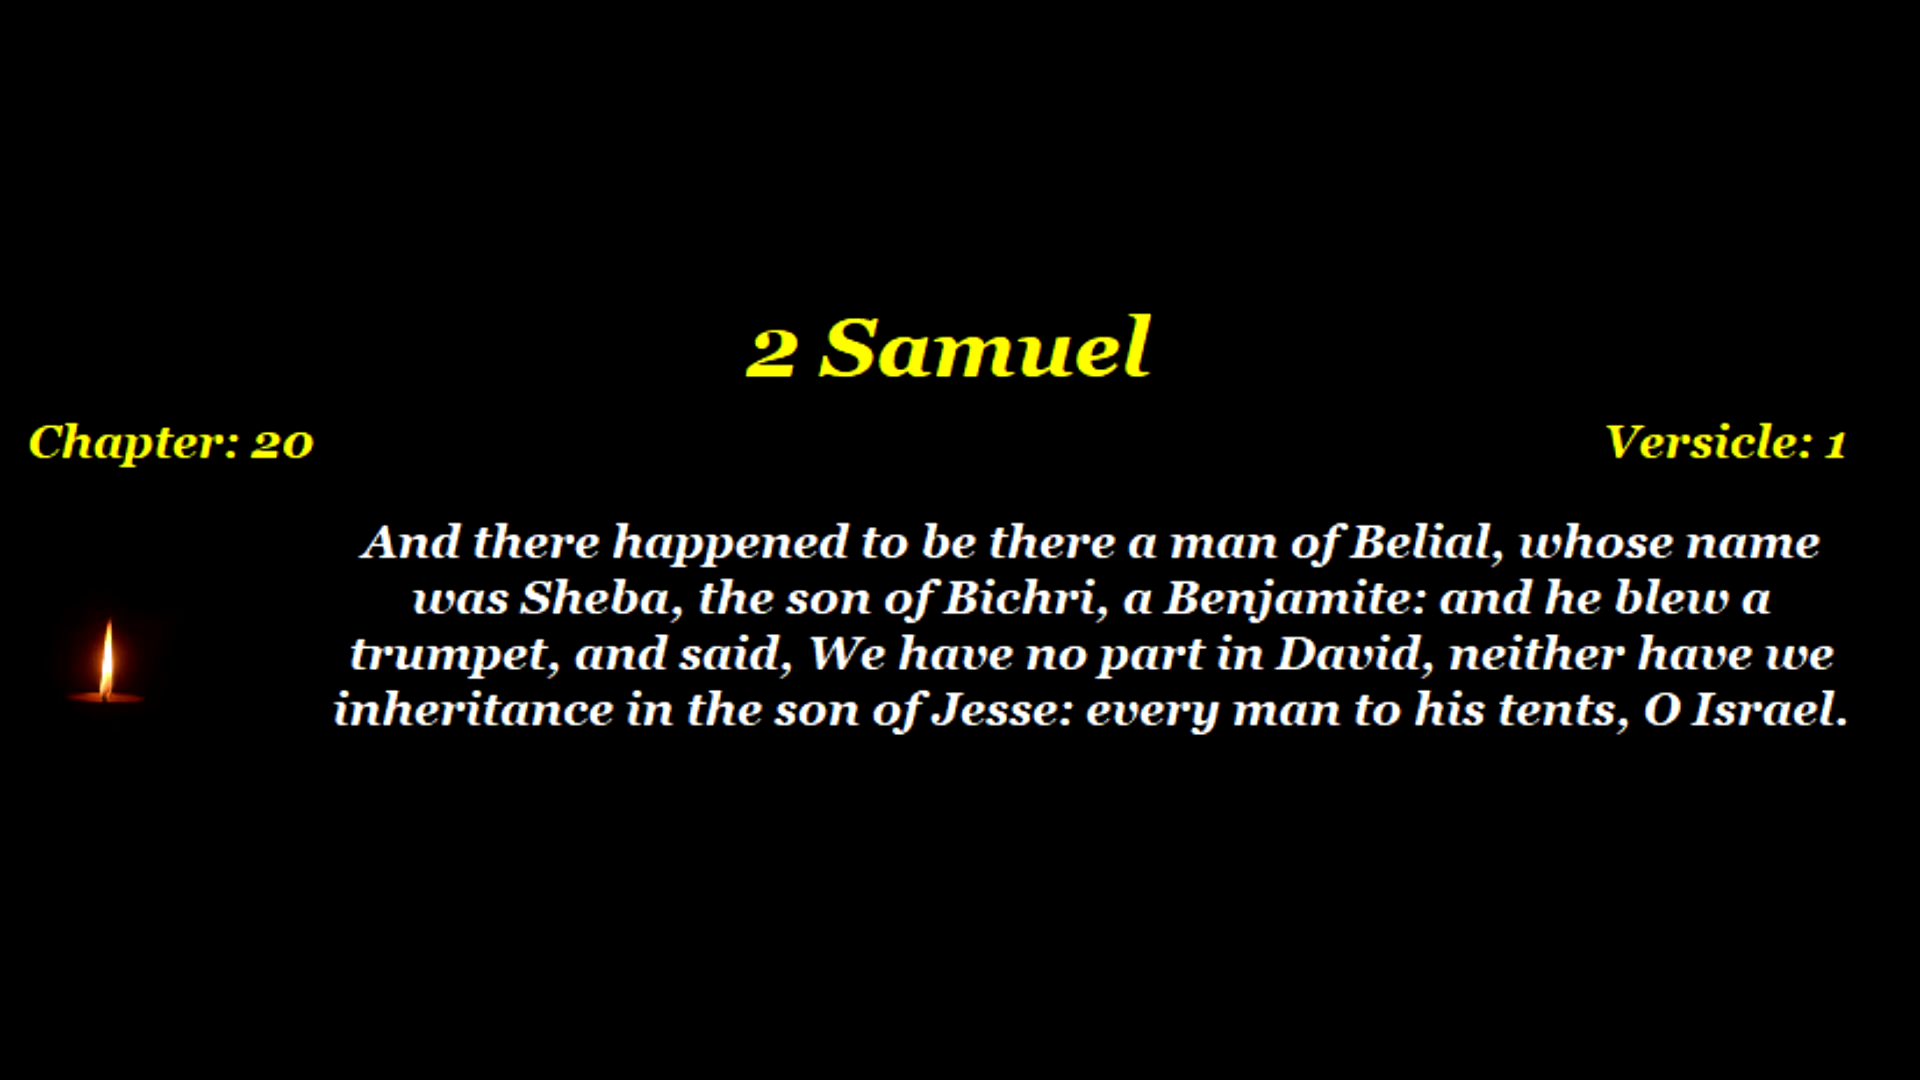 2 Samuel
Chapter: 20
Versicle: 1
And there happened to be there a man of Belial, whose name
was Sheba, the son of Bichri, a Benjamite: and he blew a
trumpet, and said, We have no part in David, neither have we
inheritance in the son of Jesse: every man to his tents, O Israel.